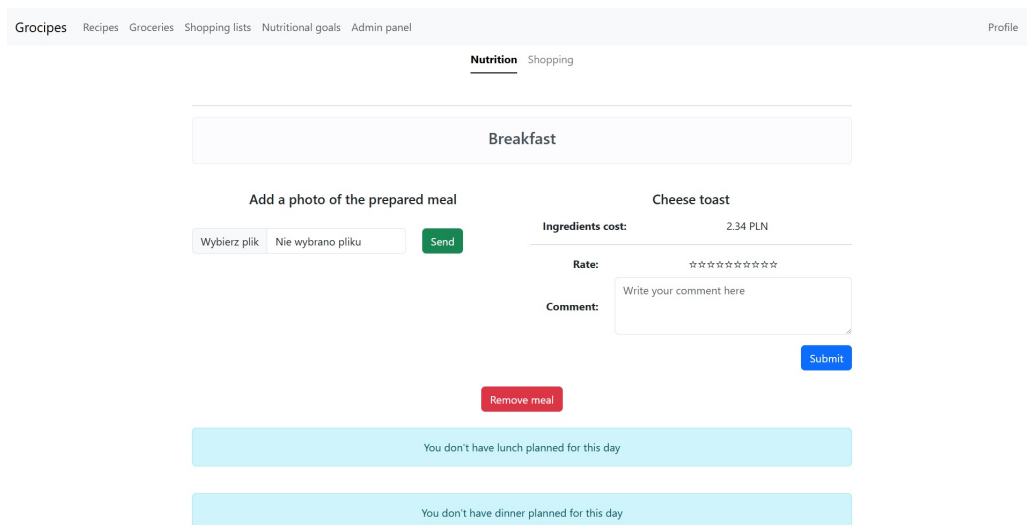 Grocipes Recipes Groceries Shopping lists Nutritional goals Admin panel Profile
Nutrition Shopping
Breakfast
Add a photo of the prepared meal
Wybierz plik Nie wybrano pliku Send
Cheese toast
Ingredients cost: 2.34 PLN
Rate: ☆☆☆☆☆☆☆☆☆☆
Comment: Write your comment here
Submit
Remove meal
You don't have lunch planned for this day
You don't have dinner planned for this day